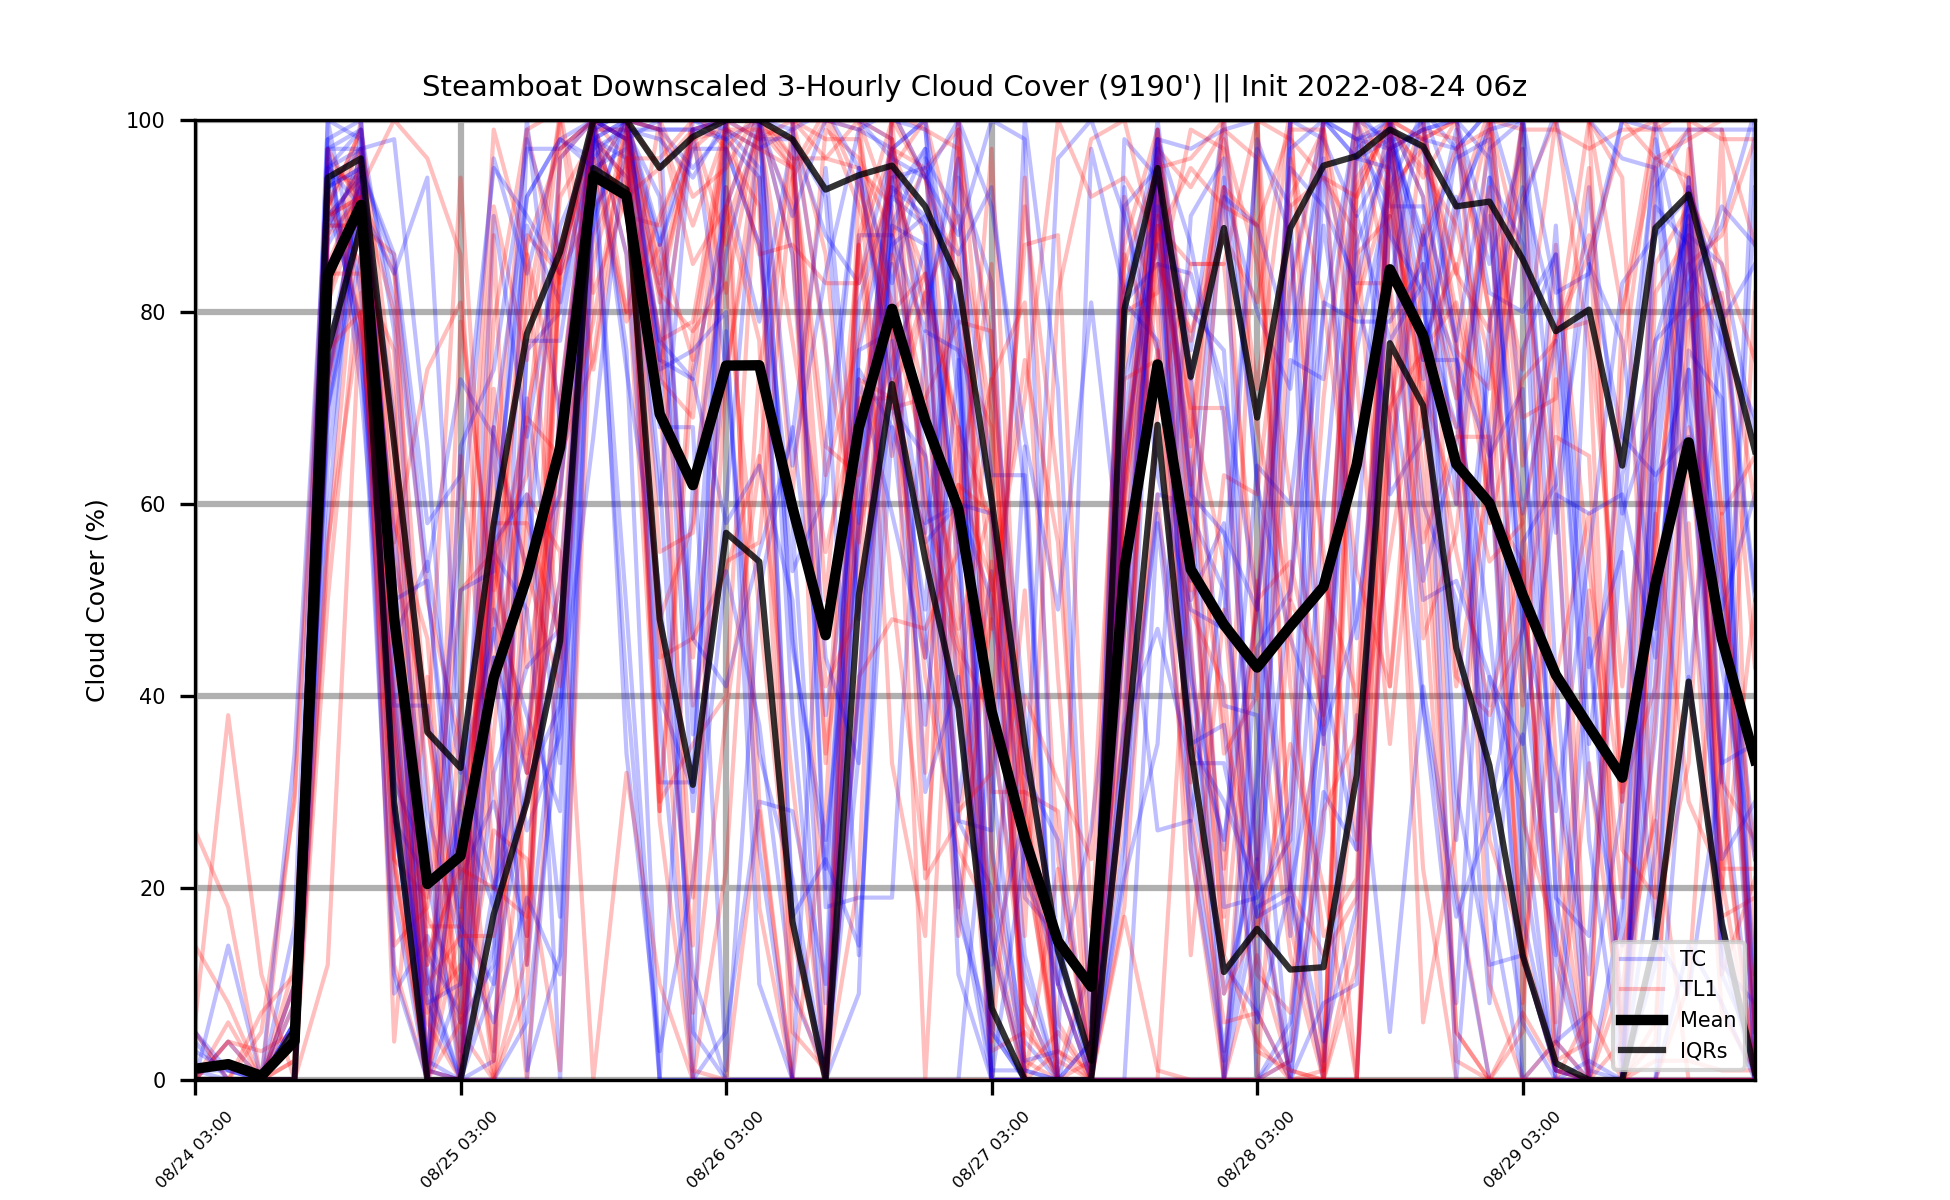 Steamboat Downscaled 3-Hourly Cloud Cover (9190') || Init 2022-08-24 06z
Cloud Cover (%)
100
80
60
40
20
0
08/24 03:00
08/25 03:00
08/26 03:00
08/27 03:00
08/28 03:00
08/29 03:00
TC
TL1
Mean
IQRs